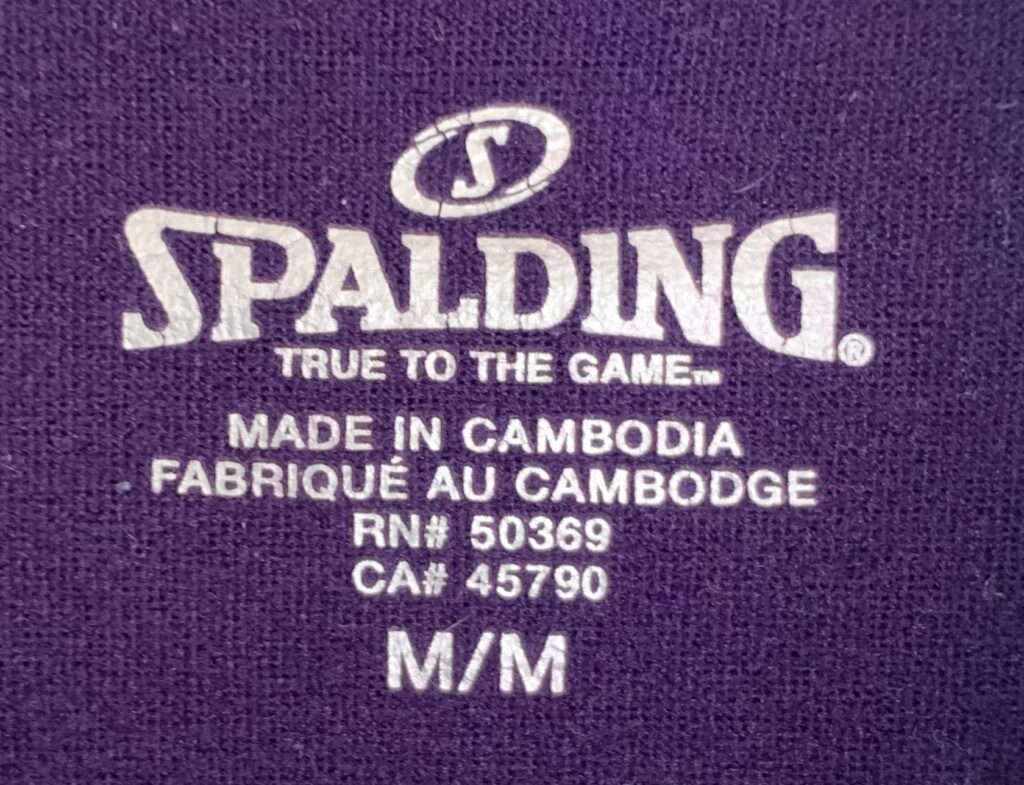 S
SPALDING®
TRUE TO THE GAME™
MADE IN CAMBODIA
FABRIQUÉ AU CAMBODGE
RN# 50369
CA# 45790
M/M